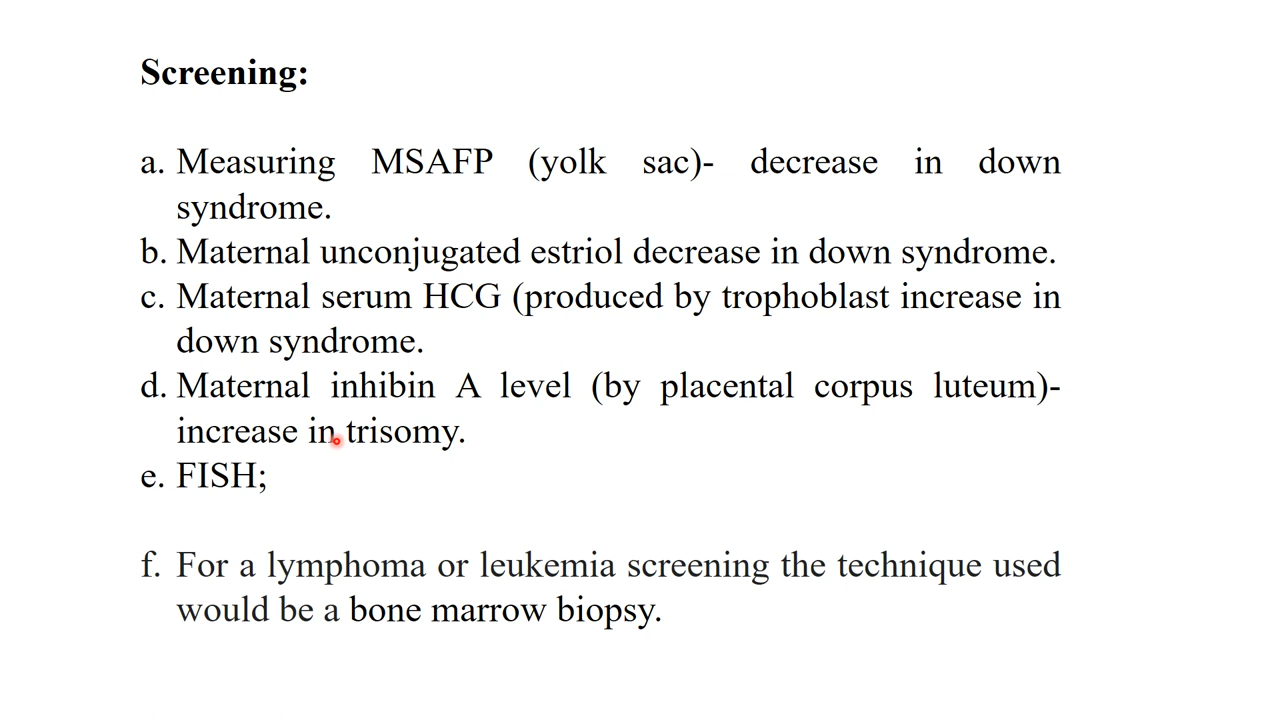 Screening:
a. Measuring MSAFP (yolk sac)- decrease in down
syndrome.
b. Maternal unconjugated estriol decrease in down syndrome.
c. Maternal serum HCG (produced by trophoblast increase in
down syndrome.
d. Maternal inhibin A level (by placental corpus luteum)-
increase in trisomy.
e. FISH;
f. For a lymphoma or leukemia screening the technique used
would be a bone marrow biopsy.